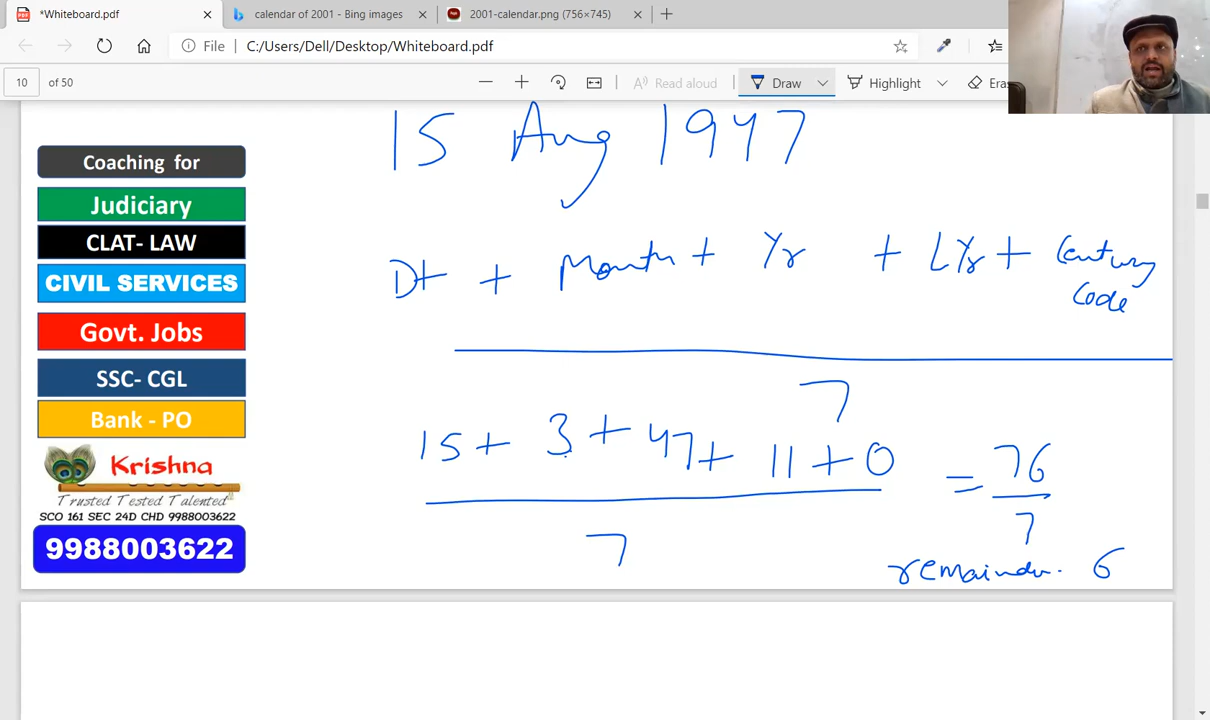 *Whiteboard.pdf
calendar of 2001 - Bing images
2001-calendar.png (756×745)
File C:/Users/Dell/Desktop/Whiteboard.pdf
10 of 50
Read aloud
Draw
Highlight
Eras
15 Aug 1947
Dt + Month + Yr + LYr + Century Code
7
15 + 3 + 47 + 11 + 0 = 76
7
7
remainder. 6
Coaching for
Judiciary
CLAT- LAW
CIVIL SERVICES
Govt. Jobs
SSC- CGL
Bank - PO
Krishna
Trusted Tested Talented
SCO 161 SEC 24D CHD 9988003622
9988003622